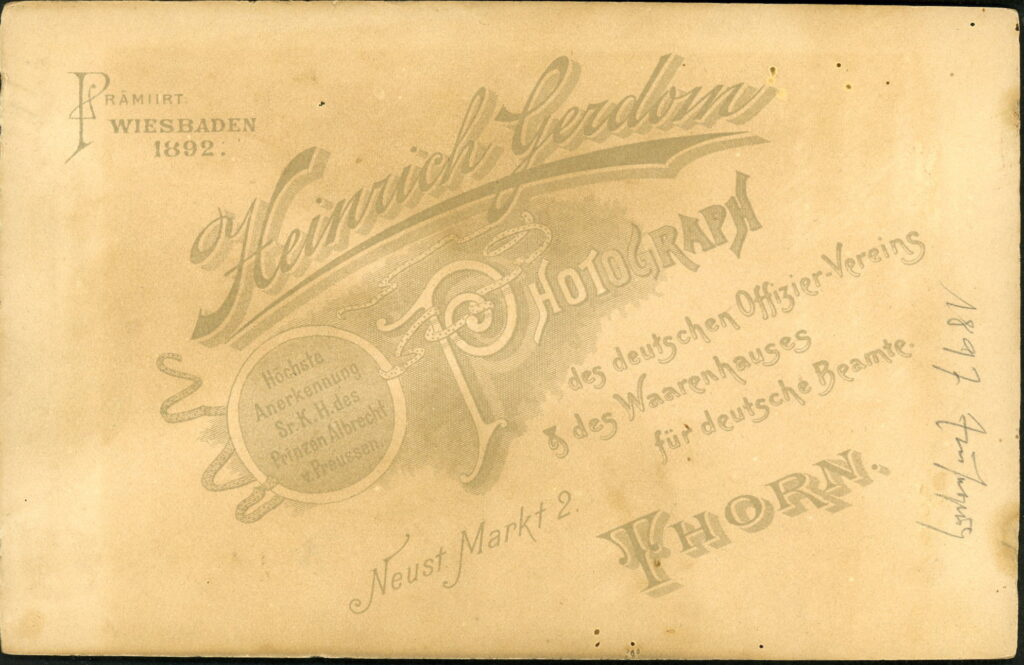 PRÄMIIRT
WIESBADEN
1892.
Heinrich Gerdom
PHOTOGRAPH
des deutschen Offizier-Vereins
& des Waarenhauses
für deutsche Beamte.
Höchste
Anerkennung
Sr. K. H. des
Prinzen Albrecht
v. Preussen.
Neust Markt 2.
THORN.
1897